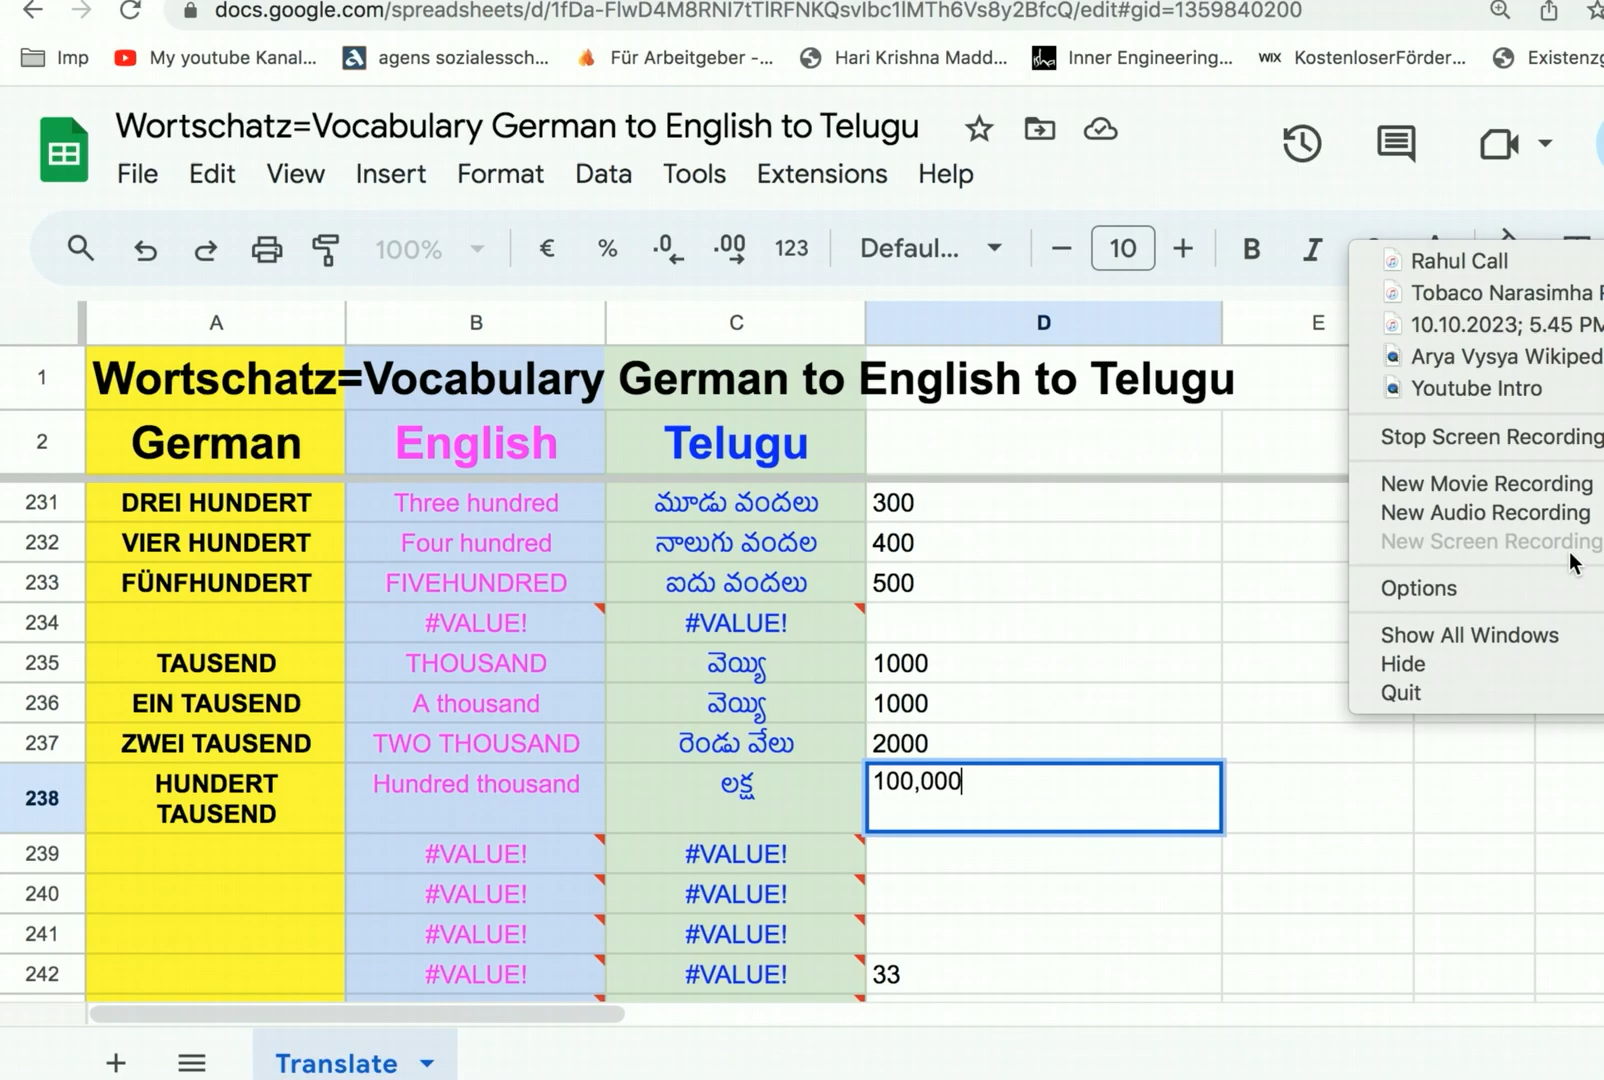 docs.google.com/spreadsheets/d/1fDa-FlwD4M8RNI7tTlRFNKQsvIbc1lMTh6Vs8y2BfcQ/edit#gid=1359840200
Imp My youtube Kanal... agens sozialessch... Für Arbeitgeber -... Hari Krishna Madd... Inner Engineering... WIX KostenloserFörder... Existenzg
Wortschatz=Vocabulary German to English to Telugu
File Edit View Insert Format Data Tools Extensions Help
100% € % .0 .00 123 Defaul... 10 B I
Rahul Call
Tobaco Narasimha
10.10.2023; 5.45 PM
Arya Vysya Wikiped
Youtube Intro
Stop Screen Recording
New Movie Recording
New Audio Recording
New Screen Recording
Options
Show All Windows
Hide
Quit
A B C D E
1 Wortschatz=Vocabulary German to English to Telugu
2 German English Telugu
231 DREI HUNDERT Three hundred మూడు వందలు 300
232 VIER HUNDERT Four hundred నాలుగు వందల 400
233 FÜNFHUNDERT FIVEHUNDRED ఐదు వందలు 500
234 #VALUE! #VALUE!
235 TAUSEND THOUSAND వెయ్యి 1000
236 EIN TAUSEND A thousand వెయ్యి 1000
237 ZWEI TAUSEND TWO THOUSAND రెండు వేలు 2000
238 HUNDERT TAUSEND Hundred thousand లక్ష 100,000
239 #VALUE! #VALUE!
240 #VALUE! #VALUE!
241 #VALUE! #VALUE!
242 #VALUE! #VALUE! 33
Translate